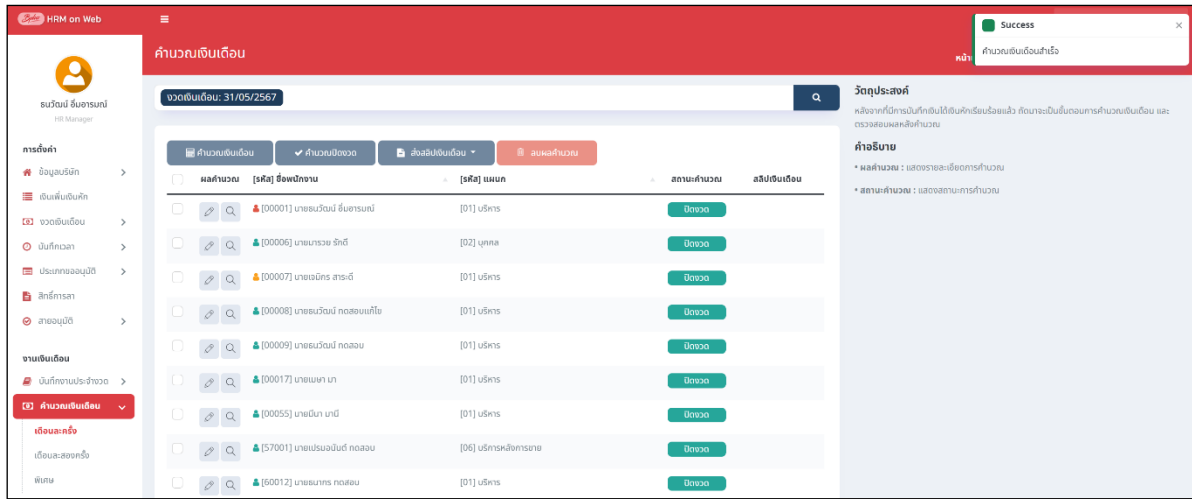 HRM on Web
Success
คำนวณเงินเดือนสำเร็จ
คำนวณเงินเดือน
ธนวัฒน์ อื่มอารมณ์
HR Manager
การตั้งค่า
ข้อมูลบริษัท
เงินเพิ่มเงินหัก
งวดเงินเดือน
บันทึกเวลา
ประเภทขออนุมัติ
สิทธิ์การลา
สายอนุมัติ
งานเงินเดือน
บันทึกงานประจำงวด
คำนวณเงินเดือน
เดือนละครั้ง
เดือนละสองครั้ง
พิเศษ
งวดเงินเดือน: 31/05/2567
คำนวณเงินเดือน คำนวณปิดงวด ส่งสลิปเงินเดือน ลบผลคำนวณ
ผลคำนวณ [รหัส] ชื่อพนักงาน [รหัส] แผนก สถานะคำนวณ สลิปเงินเดือน
[00001] นายธนวัฒน์ อื่มอารมณ์ [01] บริหาร ปิดงวด
[00006] นายมารวย รักดี [02] บุคคล ปิดงวด
[00007] นายเจมิกร สาระดี [01] บริหาร ปิดงวด
[00008] นายธนวัฒน์ ทดสอบแก้ไข [01] บริหาร ปิดงวด
[00009] นายธนวัฒน์ ทดสอบ [01] บริหาร ปิดงวด
[00017] นายเมษา มา [01] บริหาร ปิดงวด
[00055] นายมีนา มานี [01] บริหาร ปิดงวด
[57001] นายเปรมอนันต์ ทดสอบ [06] บริการหลังการขาย ปิดงวด
[60012] นายธนากร ทดสอบ [01] บริหาร ปิดงวด
วัตถุประสงค์
หลังจากที่มีการบันทึกเงินได้เงินหักเรียบร้อยแล้ว ถัดมาจะเป็นขั้นตอนการคำนวณเงินเดือน และ
ตรวจสอบผลหลังคำนวณ
คำอธิบาย
• ผลคำนวณ : แสดงรายละเอียดการคำนวณ
• สถานะคำนวณ : แสดงสถานะการคำนวณ